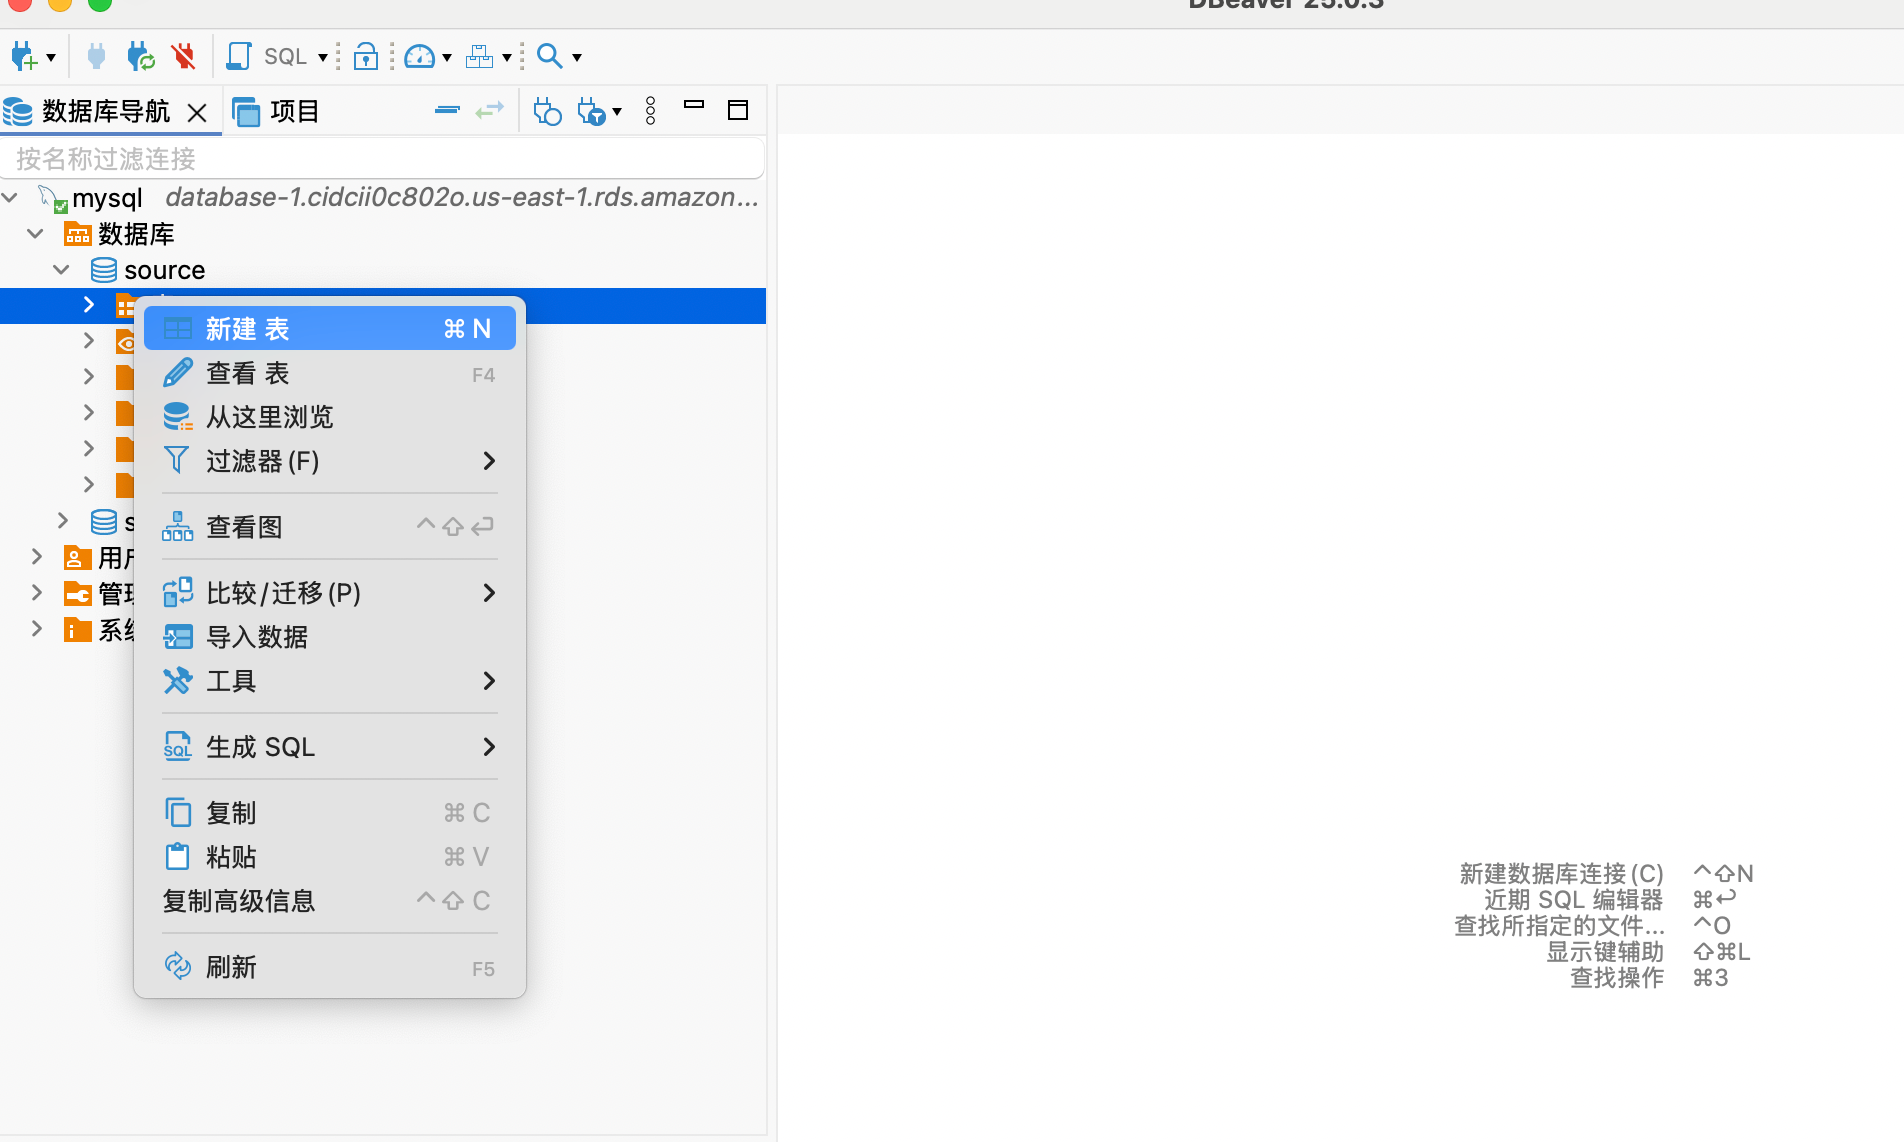 DBeaver 25.0.3
SQL
数据库导航
项目
按名称过滤连接
mysql database-1.cidcii0c802o.us-east-1.rds.amazon...
数据库
source
新建 表 ⌘ N
查看 表 F4
从这里浏览
过滤器(F)
查看图 ^⇧↩
比较/迁移(P)
导入数据
工具
SQL 生成 SQL
复制 ⌘ C
粘贴 ⌘ V
复制高级信息 ^⇧ C
刷新 F5
s
用户
管理
系统
新建数据库连接(C) ^⇧N
近期 SQL 编辑器 ⌘↩
查找所指定的文件... ^O
显示键辅助 ⇧⌘L
查找操作 ⌘3